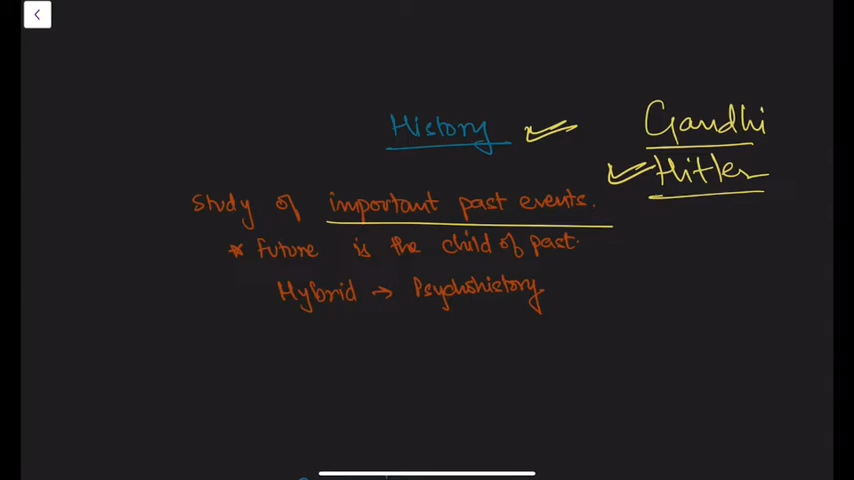 History
Gandhi
Hitler
Study of important past events.
* Future is the child of past.
Hybrid → Psychohistory